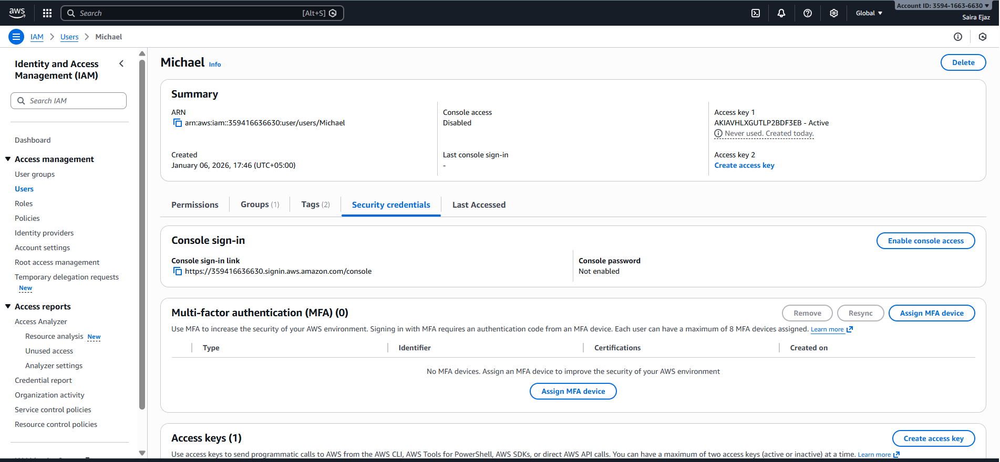 aws
Search [Alt+S]
Global
Account ID: 3594-1663-6630
Saira Ejaz
IAM
Users
Michael
Identity and Access
Management (IAM)
Search IAM
Dashboard
Access management
User groups
Users
Roles
Policies
Identity providers
Account settings
Root access management
Temporary delegation requests
New
Access reports
Access Analyzer
Resource analysis New
Unused access
Analyzer settings
Credential report
Organization activity
Service control policies
Resource control policies
Michael Info
Delete
Summary
ARN
arn:aws:iam::359416636630:user/users/Michael
Created
January 06, 2026, 17:46 (UTC+05:00)
Console access
Disabled
Last console sign-in
-
Access key 1
AKIAVHLXGUTLP2BDF3EB - Active
Never used. Created today.
Access key 2
Create access key
Permissions
Groups (1)
Tags (2)
Security credentials
Last Accessed
Console sign-in
Enable console access
Console sign-in link
https://359416636630.signin.aws.amazon.com/console
Console password
Not enabled
Multi-factor authentication (MFA) (0)
Remove
Resync
Assign MFA device
Use MFA to increase the security of your AWS environment. Signing in with MFA requires an authentication code from an MFA device. Each user can have a maximum of 8 MFA devices assigned. Learn more
Type
Identifier
Certifications
Created on
No MFA devices. Assign an MFA device to improve the security of your AWS environment
Assign MFA device
Access keys (1)
Create access key
Use access keys to send programmatic calls to AWS from the AWS CLI, AWS Tools for PowerShell, AWS SDKs, or direct AWS API calls. You can have a maximum of two access keys (active or inactive) at a time. Learn more